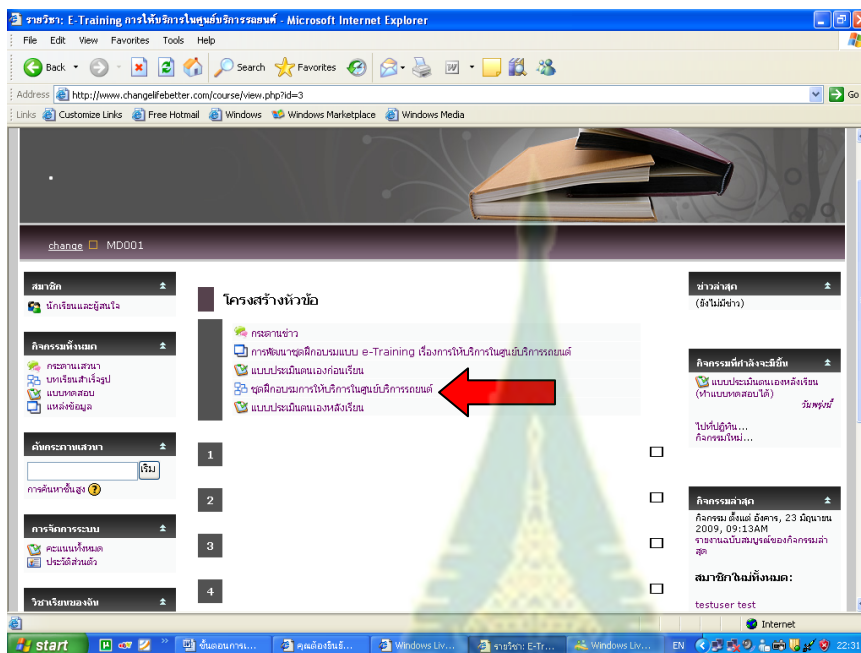 รายวิชา: E-Training การให้บริการในศูนย์บริการรถยนต์ - Microsoft Internet Explorer
File Edit View Favorites Tools Help
Back Search Favorites
Address http://www.changelifebetter.com/course/view.php?id=3 Go
Links Customize Links Free Hotmail Windows Windows Marketplace Windows Media
change MD001
สมาชิก
นักเรียนและผู้สนใจ
กิจกรรมทั้งหมด
กระดานเสวนา
บทเรียนสำเร็จรูป
แบบทดสอบ
แหล่งข้อมูล
ค้นกระดานเสวนา
เริ่ม
การค้นหาชั้นสูง ?
การจัดการระบบ
คะแนนทั้งหมด
ประวัติส่วนตัว
วิชาเรียนของฉัน
โครงสร้างหัวข้อ
กระดานข่าว
การพัฒนาชุดฝึกอบรมแบบ e-Training เรื่องการให้บริการในศูนย์บริการรถยนต์
แบบประเมินตนเองก่อนเรียน
ชุดฝึกอบรมการให้บริการในศูนย์บริการรถยนต์
แบบประเมินตนเองหลังเรียน
1
2
3
4
ข่าวล่าสุด
(ยังไม่มีข่าว)
กิจกรรมที่กำลังจะมีขึ้น
แบบประเมินตนเองหลังเรียน
(ทำแบบทดสอบได้)
วันพรุ่งนี้
ไปที่ปฏิทิน...
กิจกรรมใหม่...
กิจกรรมล่าสุด
กิจกรรม ตั้งแต่ อังคาร, 23 มิถุนายน
2009, 09:13AM
รายงานฉบับสมบูรณ์ของกิจกรรมล่า
สุด
สมาชิกใหม่ทั้งหมด:
testuser test
Internet
start ขั้นตอนการเ... คุณต้องยินย... Windows Liv... รายวิชา: E-Tr... Windows Liv... EN 22:31